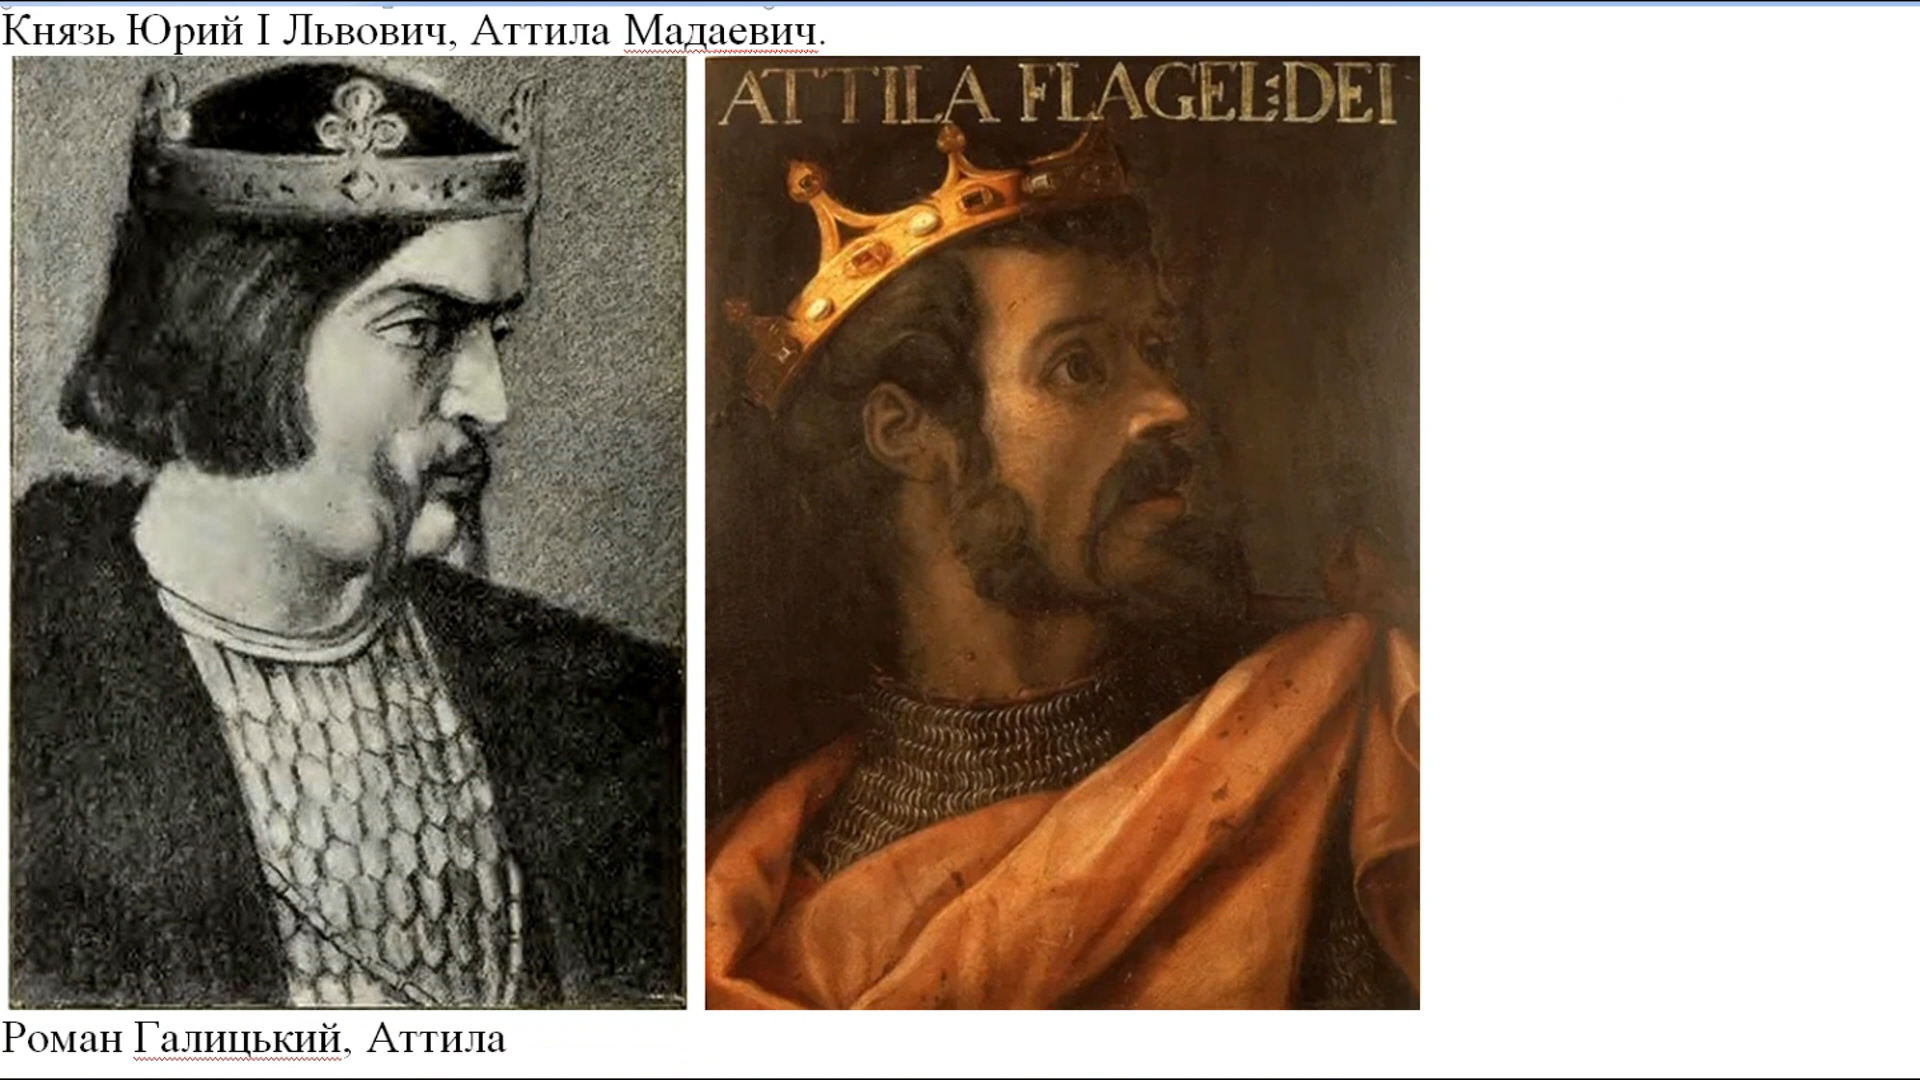 Князь Юрий I Львович, Аттила Мадаевич.
ATTILA FLAGEL:DEI
Роман Галицький, Аттила